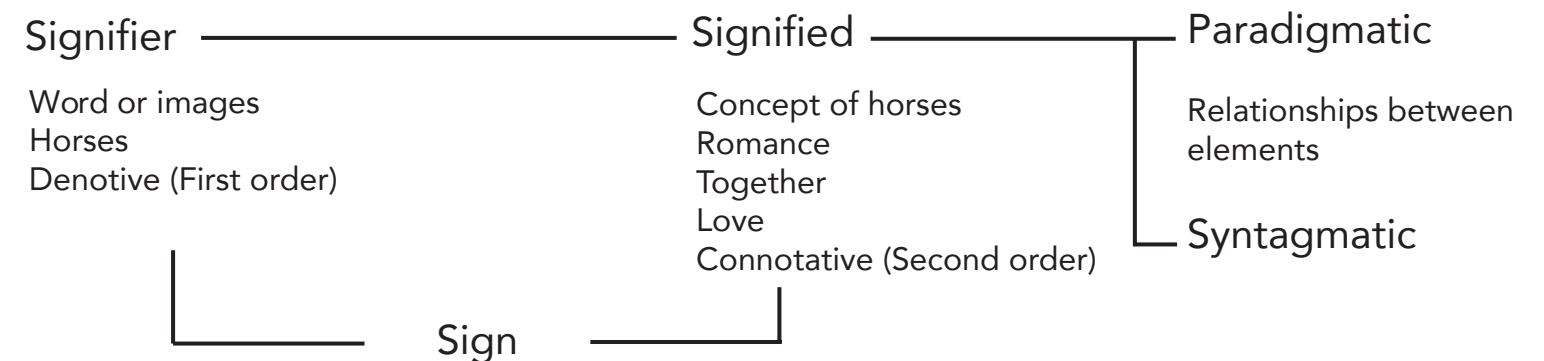 Signifier
Word or images
Horses
Denotive (First order)
Signified
Concept of horses
Romance
Together
Love
Connotative (Second order)
Paradigmatic
Relationships between
elements
Syntagmatic
Sign